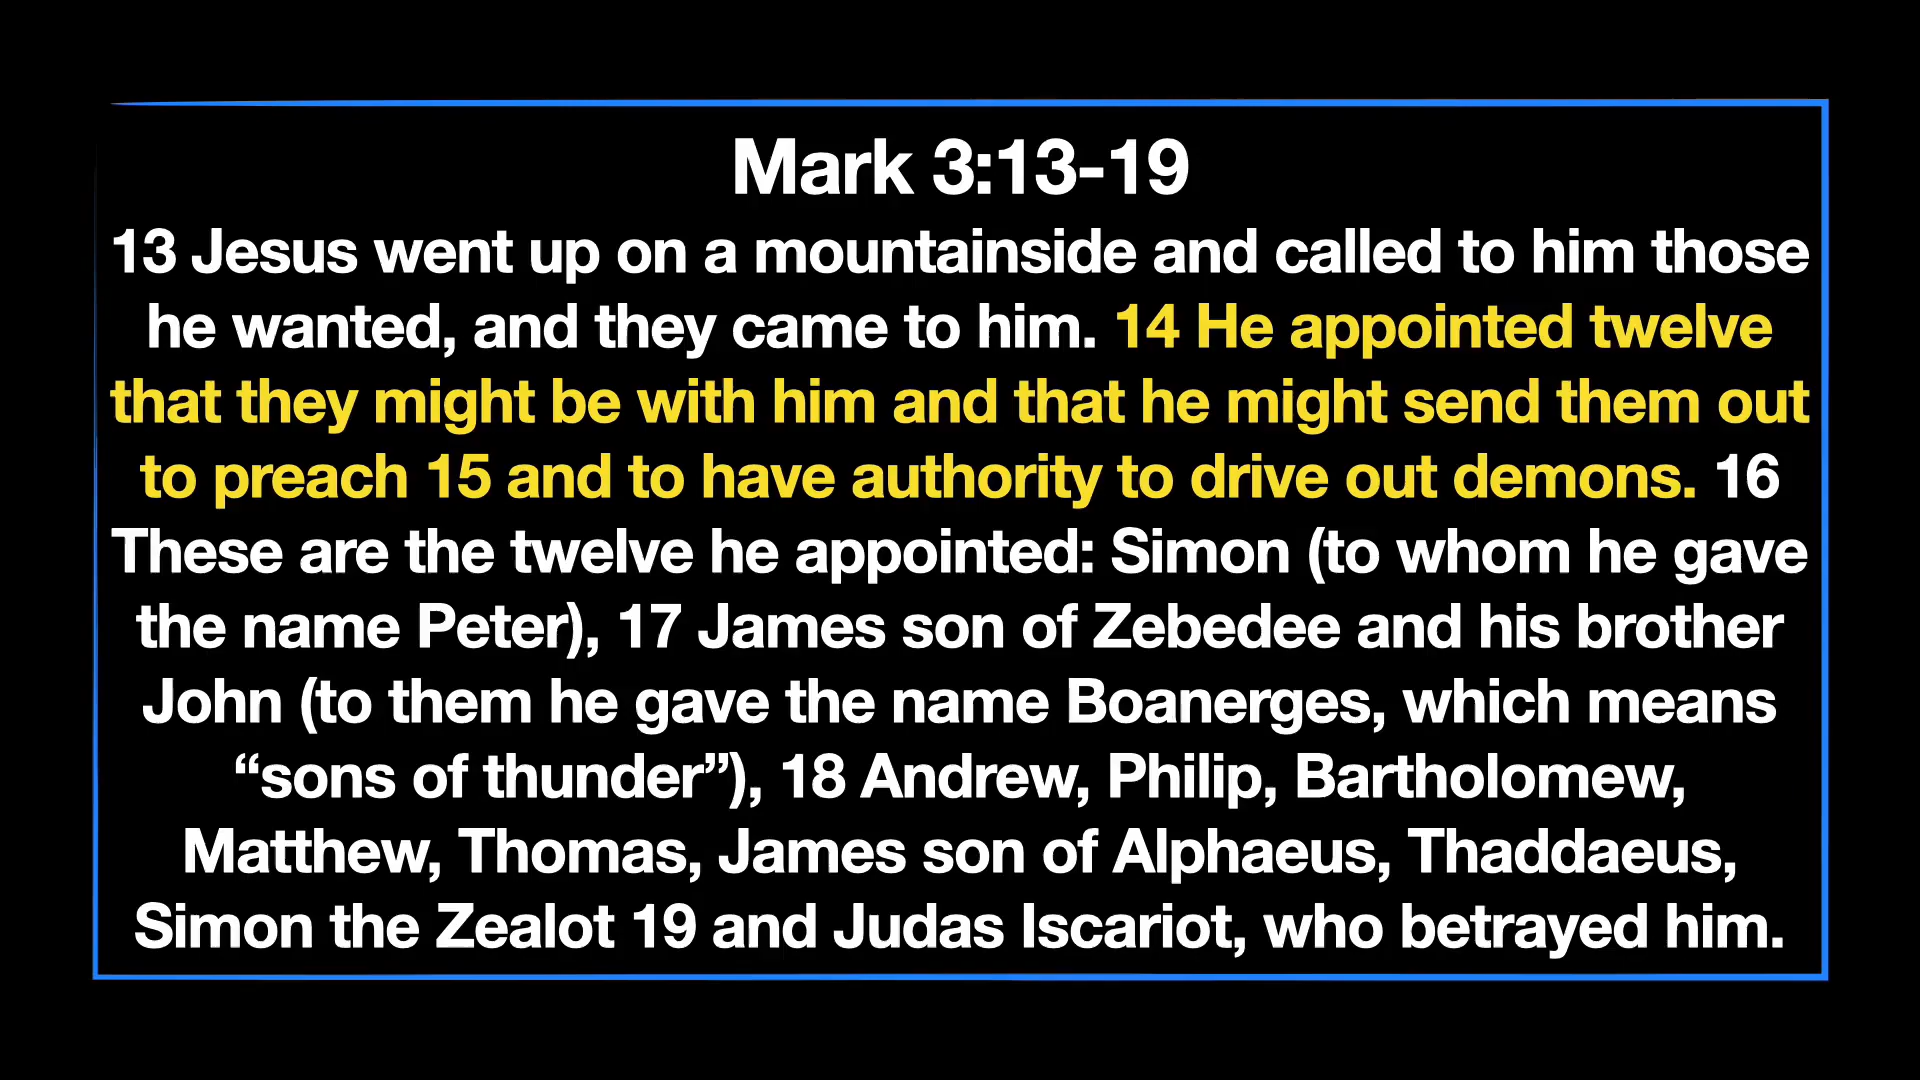 Mark 3:13-19
13 Jesus went up on a mountainside and called to him those
he wanted, and they came to him. 14 He appointed twelve
that they might be with him and that he might send them out
to preach 15 and to have authority to drive out demons. 16
These are the twelve he appointed: Simon (to whom he gave
the name Peter), 17 James son of Zebedee and his brother
John (to them he gave the name Boanerges, which means
“sons of thunder”), 18 Andrew, Philip, Bartholomew,
Matthew, Thomas, James son of Alphaeus, Thaddaeus,
Simon the Zealot 19 and Judas Iscariot, who betrayed him.